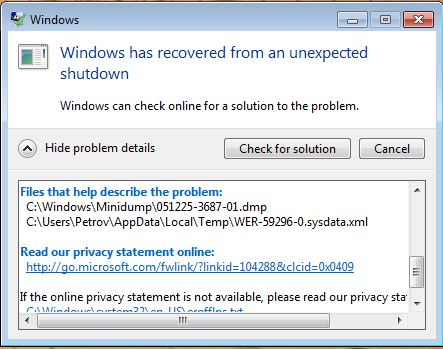 Windows
Windows has recovered from an unexpected
shutdown
Windows can check online for a solution to the problem.
Hide problem details
Check for solution
Cancel
Files that help describe the problem:
C:\Windows\Minidump\051225-3687-01.dmp
C:\Users\Petrov\AppData\Local\Temp\WER-59296-0.sysdata.xml
Read our privacy statement online:
http://go.microsoft.com/fwlink/?linkid=104288&clcid=0x0409
If the online privacy statement is not available, please read our privacy sta
C:\Windows\system32\en-US\erofflps.txt